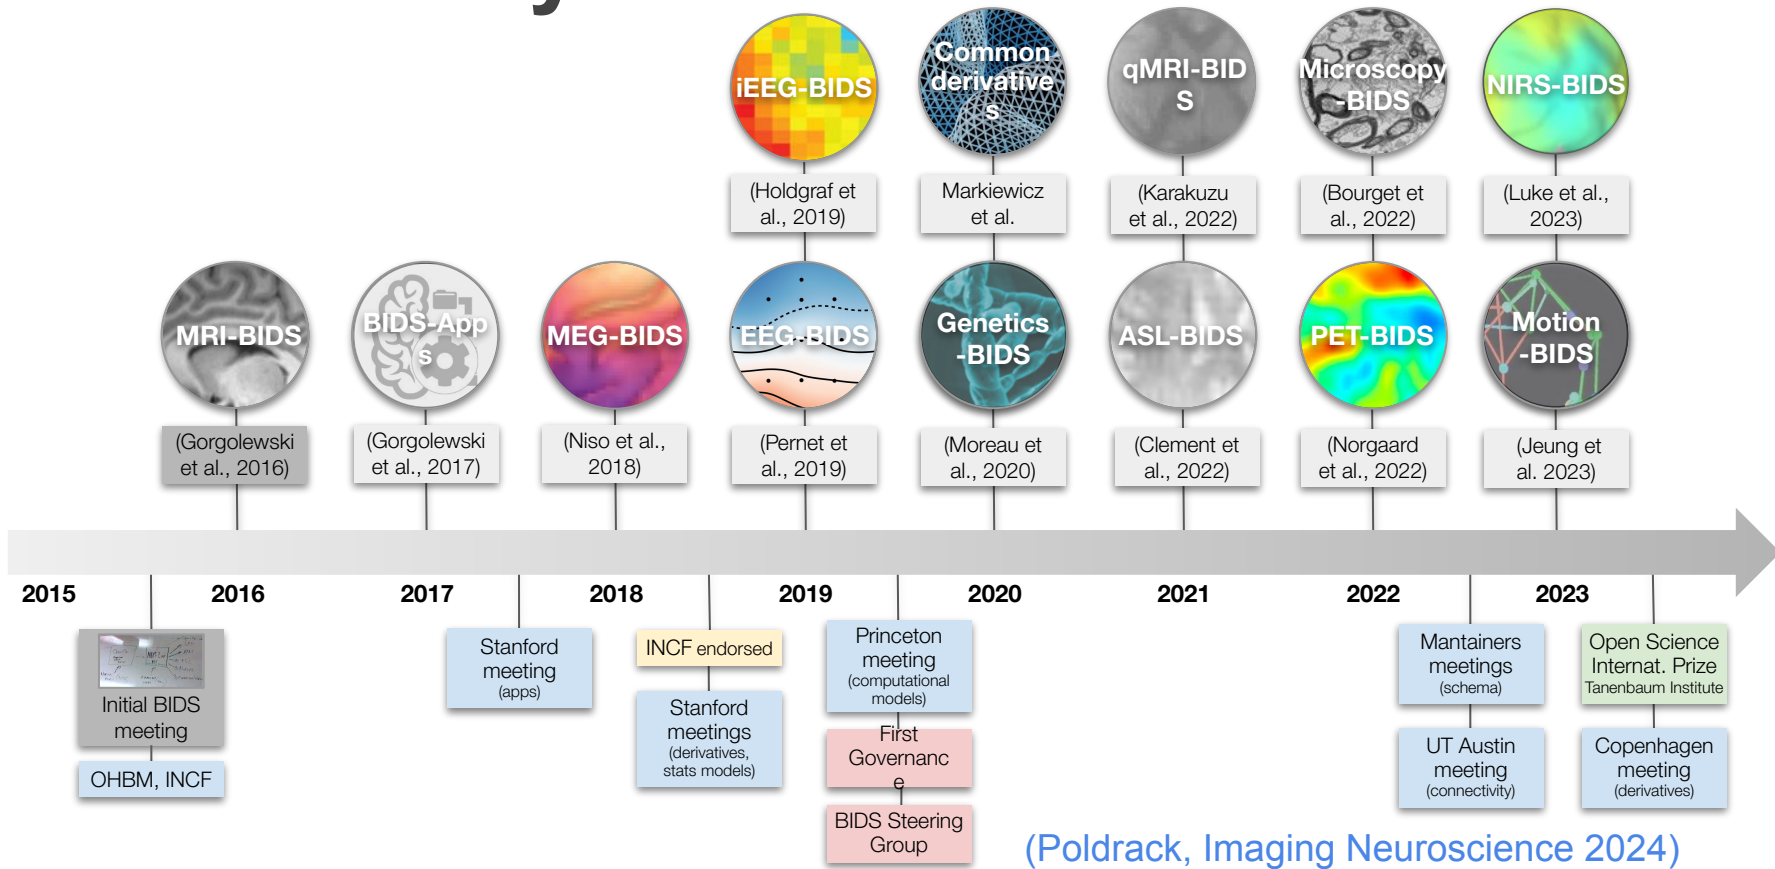 y
iEEG-BIDS
Common
derivative
s
qMRI-BID
S
Microscopy
-BIDS
NIRS-BIDS
(Holdgraf et
al., 2019)
Markiewicz
et al.
(Karakuzu
et al., 2022)
(Bourget et
al., 2022)
(Luke et al.,
2023)
MRI-BIDS
BIDS-App
s
MEG-BIDS
EEG-BIDS
Genetics
-BIDS
ASL-BIDS
PET-BIDS
Motion
-BIDS
(Gorgolewski
et al., 2016)
(Gorgolewski
et al., 2017)
(Niso et al.,
2018)
(Pernet et
al., 2019)
(Moreau et
al., 2020)
(Clement et
al., 2022)
(Norgaard
et al., 2022)
(Jeung et
al. 2023)
2015
2016
2017
2018
2019
2020
2021
2022
2023
Initial BIDS
meeting
OHBM, INCF
Stanford
meeting
(apps)
INCF endorsed
Stanford
meetings
(derivatives,
stats models)
Princeton
meeting
(computational
models)
First
Governanc
e
BIDS Steering
Group
Mantainers
meetings
(schema)
UT Austin
meeting
(connectivity)
Open Science
Internat. Prize
Tanenbaum Institute
Copenhagen
meeting
(derivatives)
(Poldrack, Imaging Neuroscience 2024)